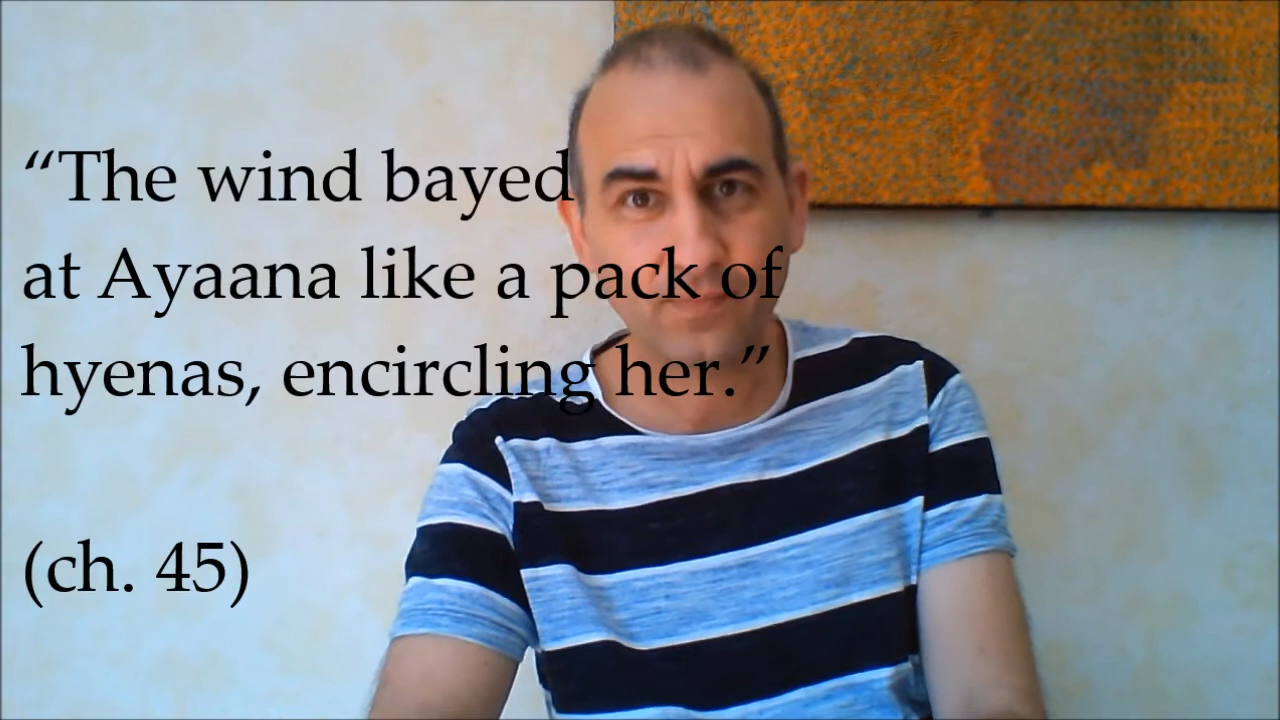 “The wind bayed
at Ayaana like a pack of
hyenas, encircling her.”
(ch. 45)